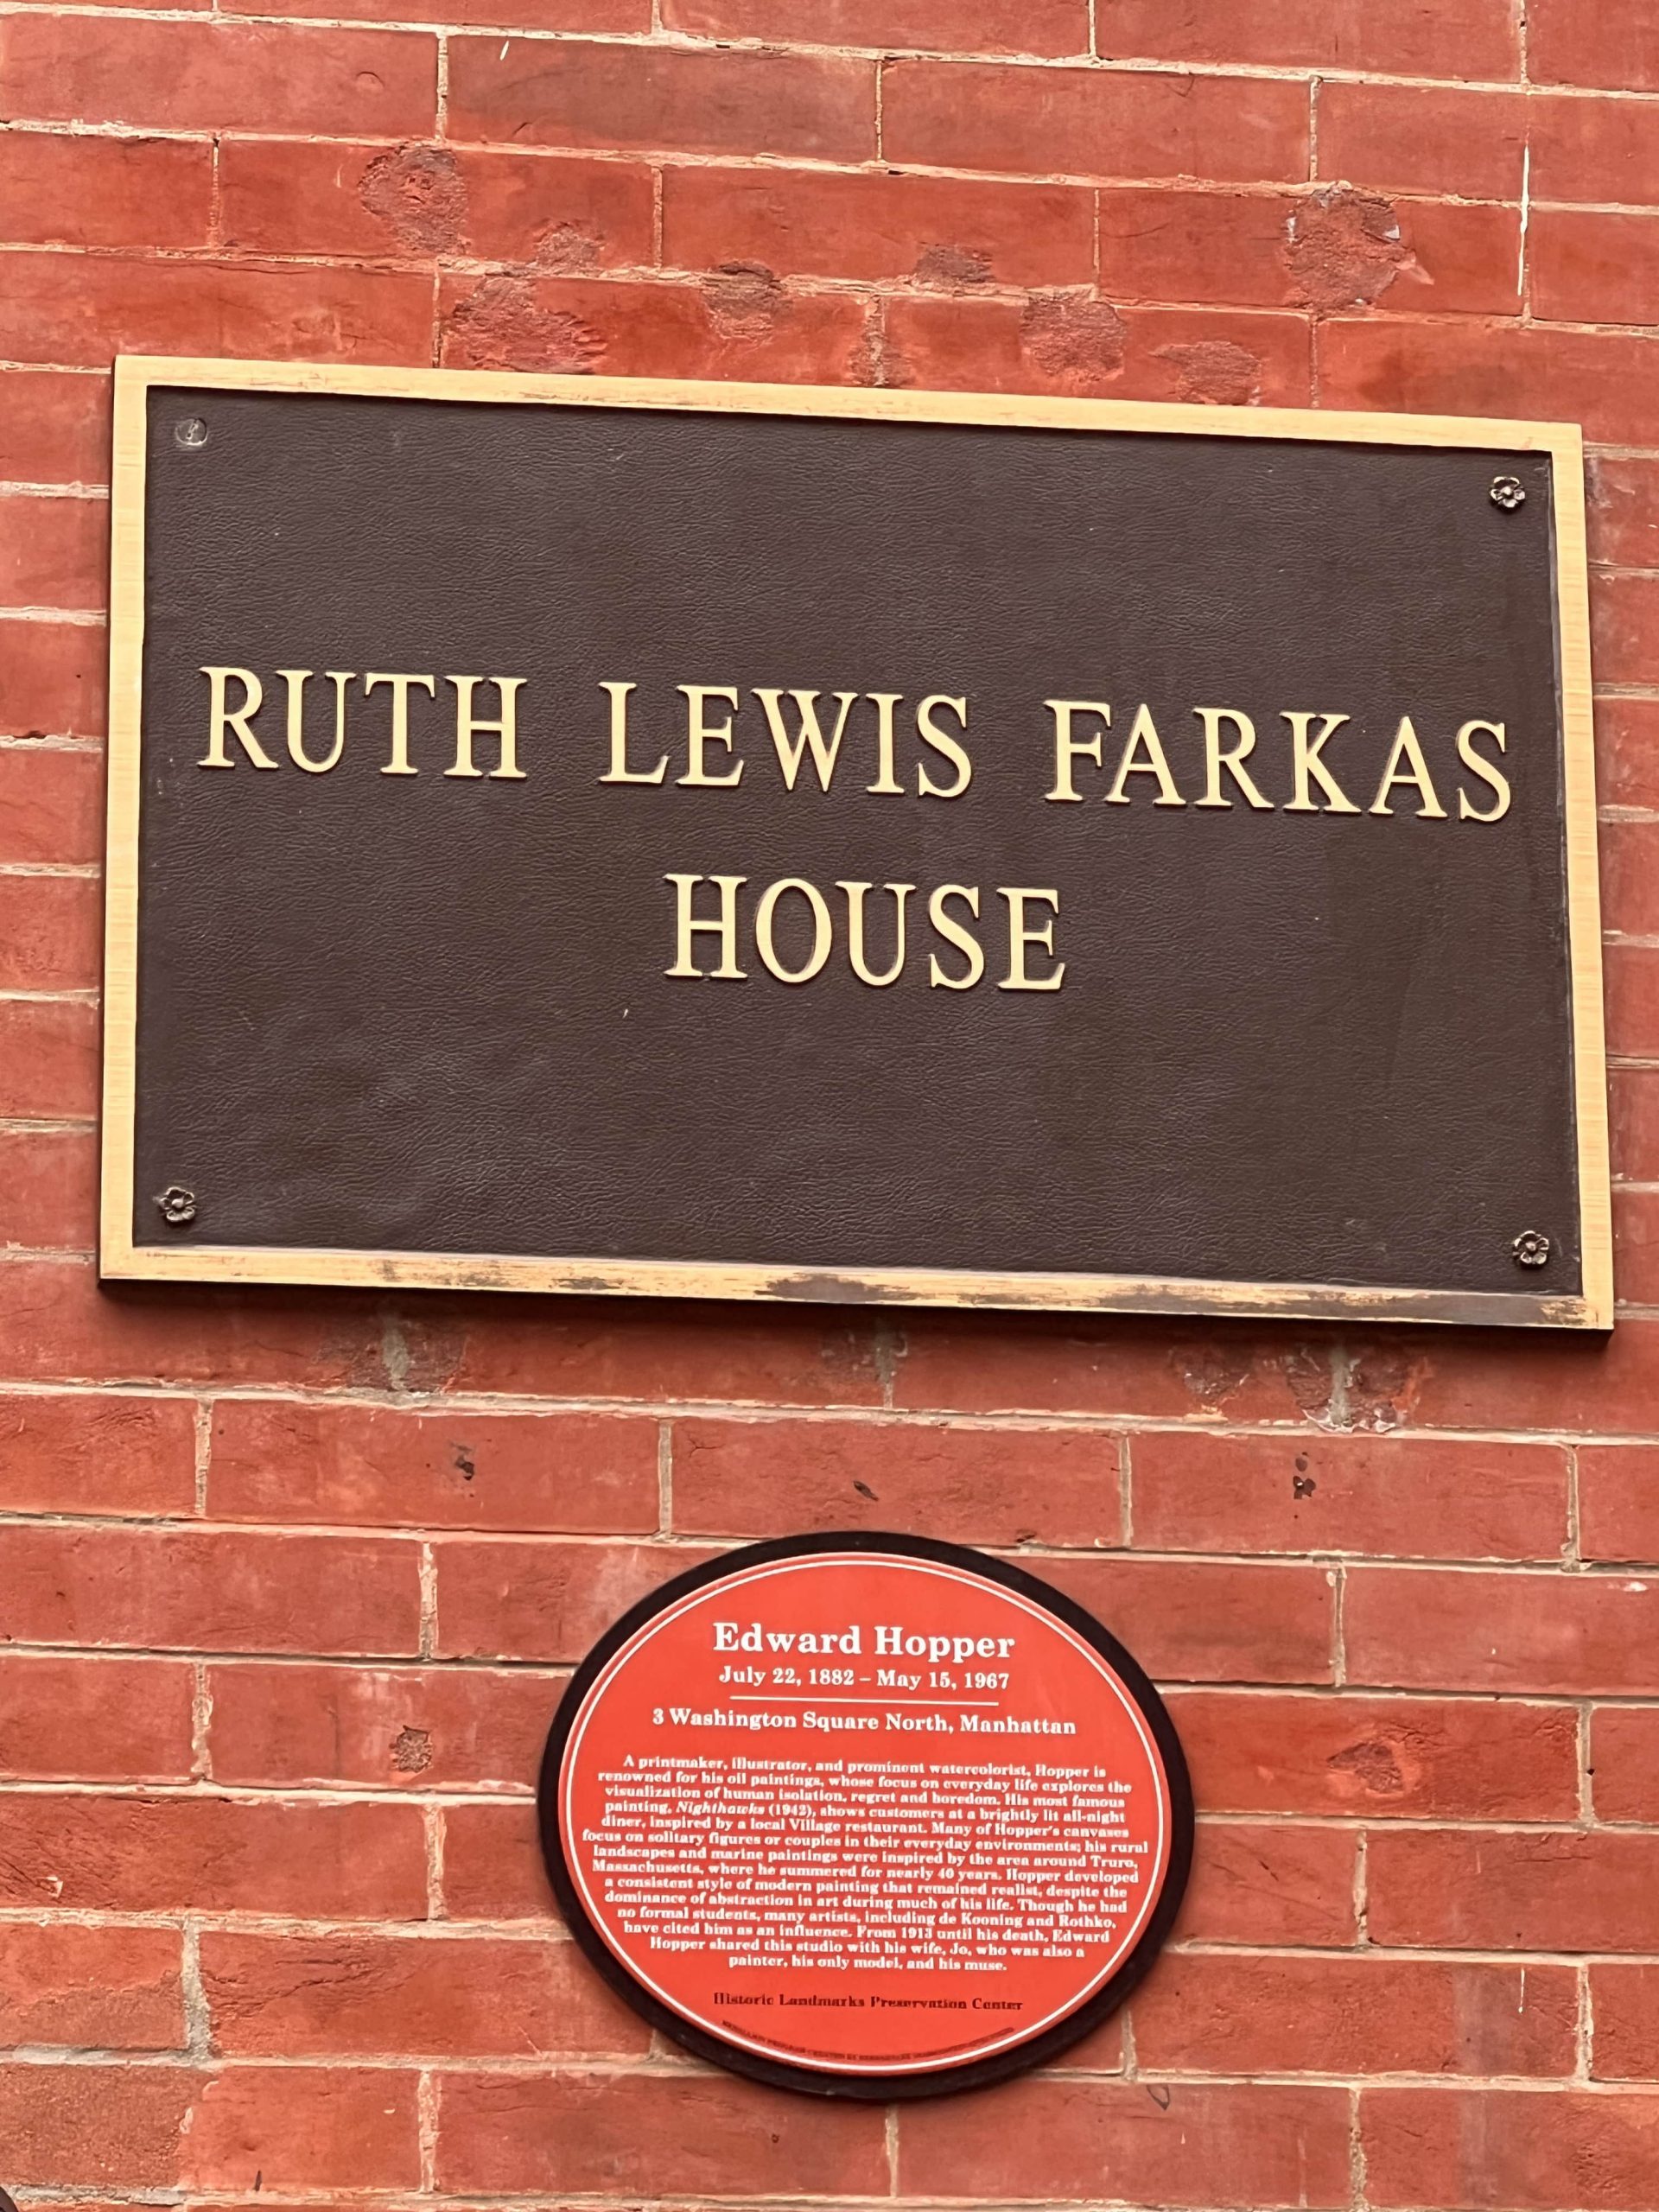 RUTH LEWIS FARKAS
HOUSE
Edward Hopper
July 22, 1882 – May 15, 1967
3 Washington Square North, Manhattan
A printmaker, illustrator, and prominent watercolorist, Hopper is
renowned for his oil paintings, whose focus on everyday life explores the
visualization of human isolation, regret and boredom. His most famous
painting, Nighthawks (1942), shows customers at a brightly lit all-night
diner, inspired by a local Village restaurant. Many of Hopper's canvases
focus on solitary figures or couples in their everyday environments; his rural
landscapes and marine paintings were inspired by the area around Truro,
Massachusetts, where he summered for nearly 40 years. Hopper developed
a consistent style of modern painting that remained realist, despite the
dominance of abstraction in art during much of his life. Though he had
no formal students, many artists, including de Kooning and Rothko,
have cited him as an influence. From 1913 until his death, Edward
Hopper shared this studio with his wife, Jo, who was also a
painter, his only model, and his muse.
Historic Landmarks Preservation Center